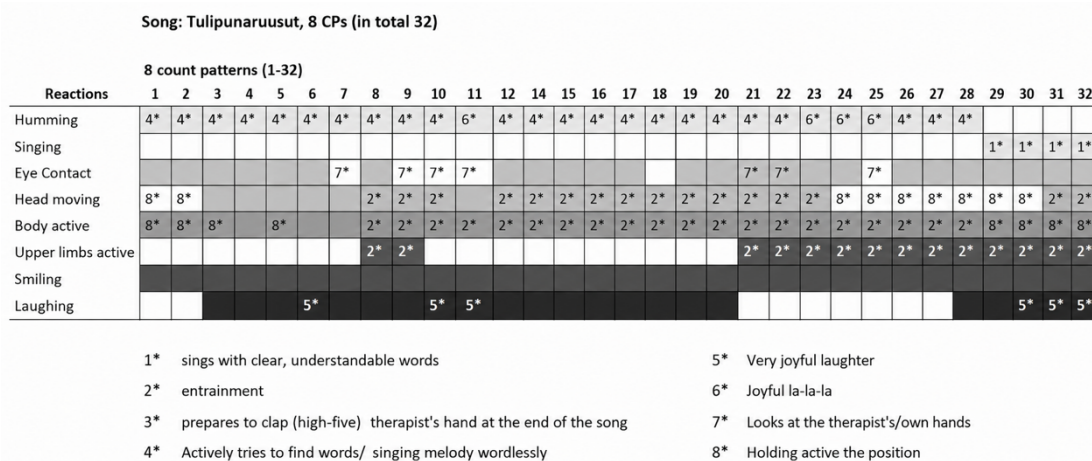 Song: Tulipunaruusut, 8 CPs (in total 32)
8 count patterns (1-32)
Reactions 1 2 3 4 5 6 7 8 9 10 11 12 14 15 16 17 18 19 20 21 22 23 24 25 26 27 28 29 30 31 32
Humming 4* 4* 4* 4* 4* 4* 4* 4* 4* 4* 6* 4* 4* 4* 4* 4* 4* 4* 4* 4* 4* 6* 6* 6* 4* 4* 4*
Singing 1* 1* 1* 1*
Eye Contact 7* 7* 7* 7* 7* 7* 7*
Head moving 8* 8* 2* 2* 2* 2* 2* 2* 2* 2* 2* 2* 2* 2* 2* 2* 8* 8* 8* 8* 8* 8* 8* 2* 2*
Body active 8* 8* 8* 8* 2* 2* 2* 2* 2* 2* 2* 2* 2* 2* 2* 2* 2* 2* 2* 2* 2* 2* 2* 2* 8* 8* 8* 8*
Upper limbs active 2* 2* 2* 2* 2* 2* 2* 2* 2* 2* 2* 2* 2* 2*
Smiling
Laughing 5* 5* 5* 5* 5* 5*
1* sings with clear, understandable words
2* entrainment
3* prepares to clap (high-five) therapist's hand at the end of the song
4* Actively tries to find words/ singing melody wordlessly
5* Very joyful laughter
6* Joyful la-la-la
7* Looks at the therapist's/own hands
8* Holding active the position